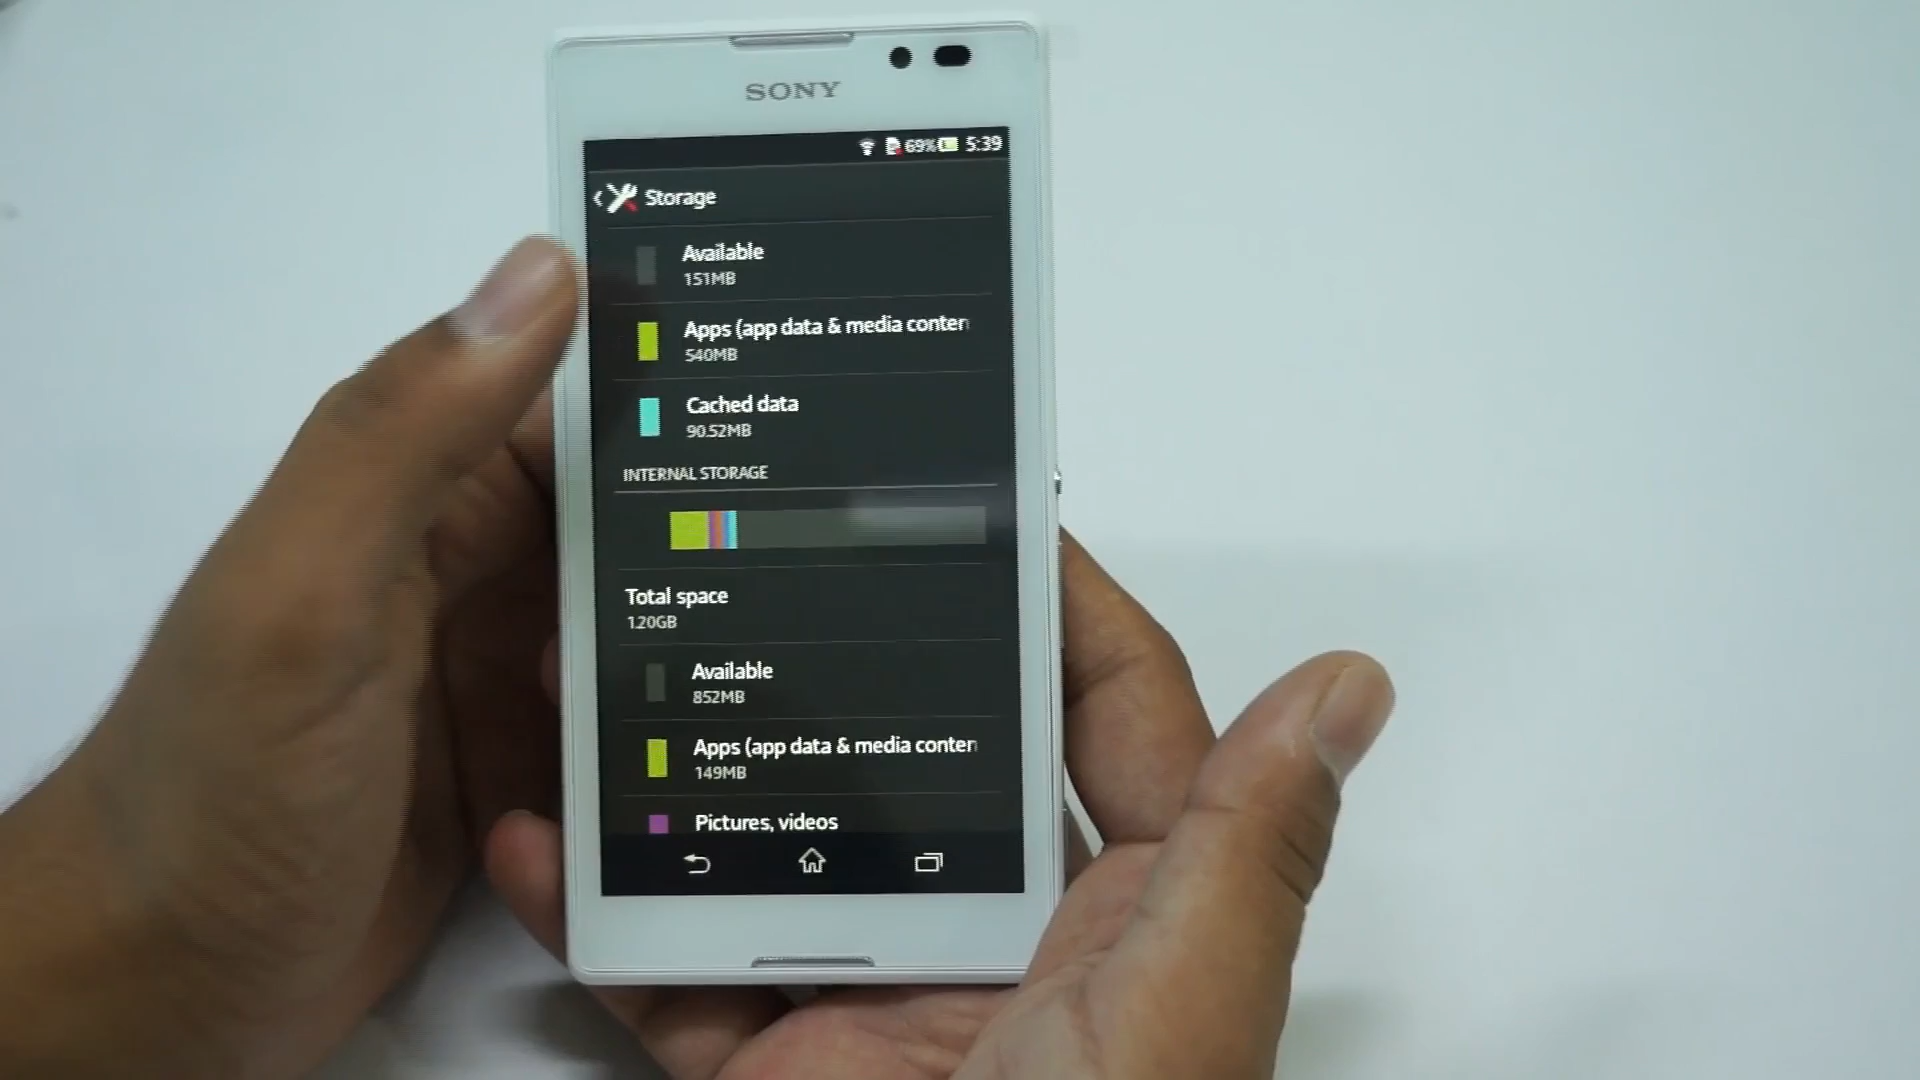 SONY
69% 5:39
Storage
Available
151MB
Apps (app data & media conten
540MB
Cached data
90.52MB
INTERNAL STORAGE
Total space
1.20GB
Available
852MB
Apps (app data & media conten
149MB
Pictures, videos